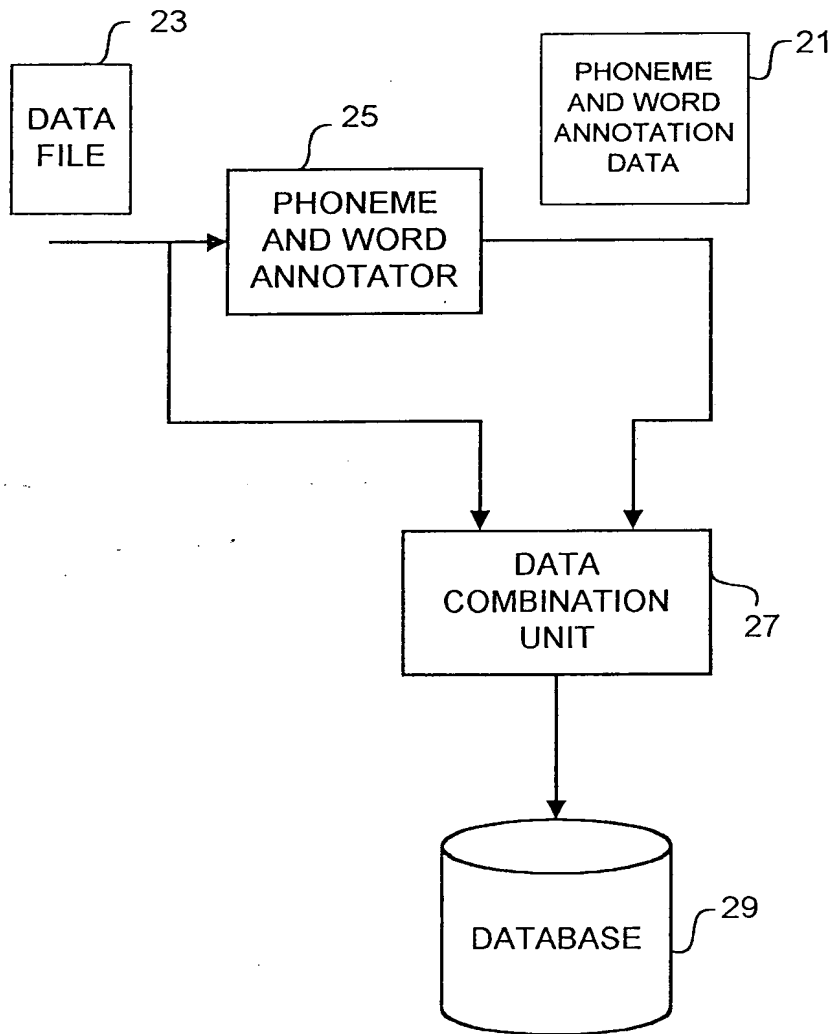 23
DATA
FILE
25
PHONEME
AND WORD
ANNOTATOR
21
PHONEME
AND WORD
ANNOTATION
DATA
DATA
COMBINATION
UNIT
27
DATABASE
29